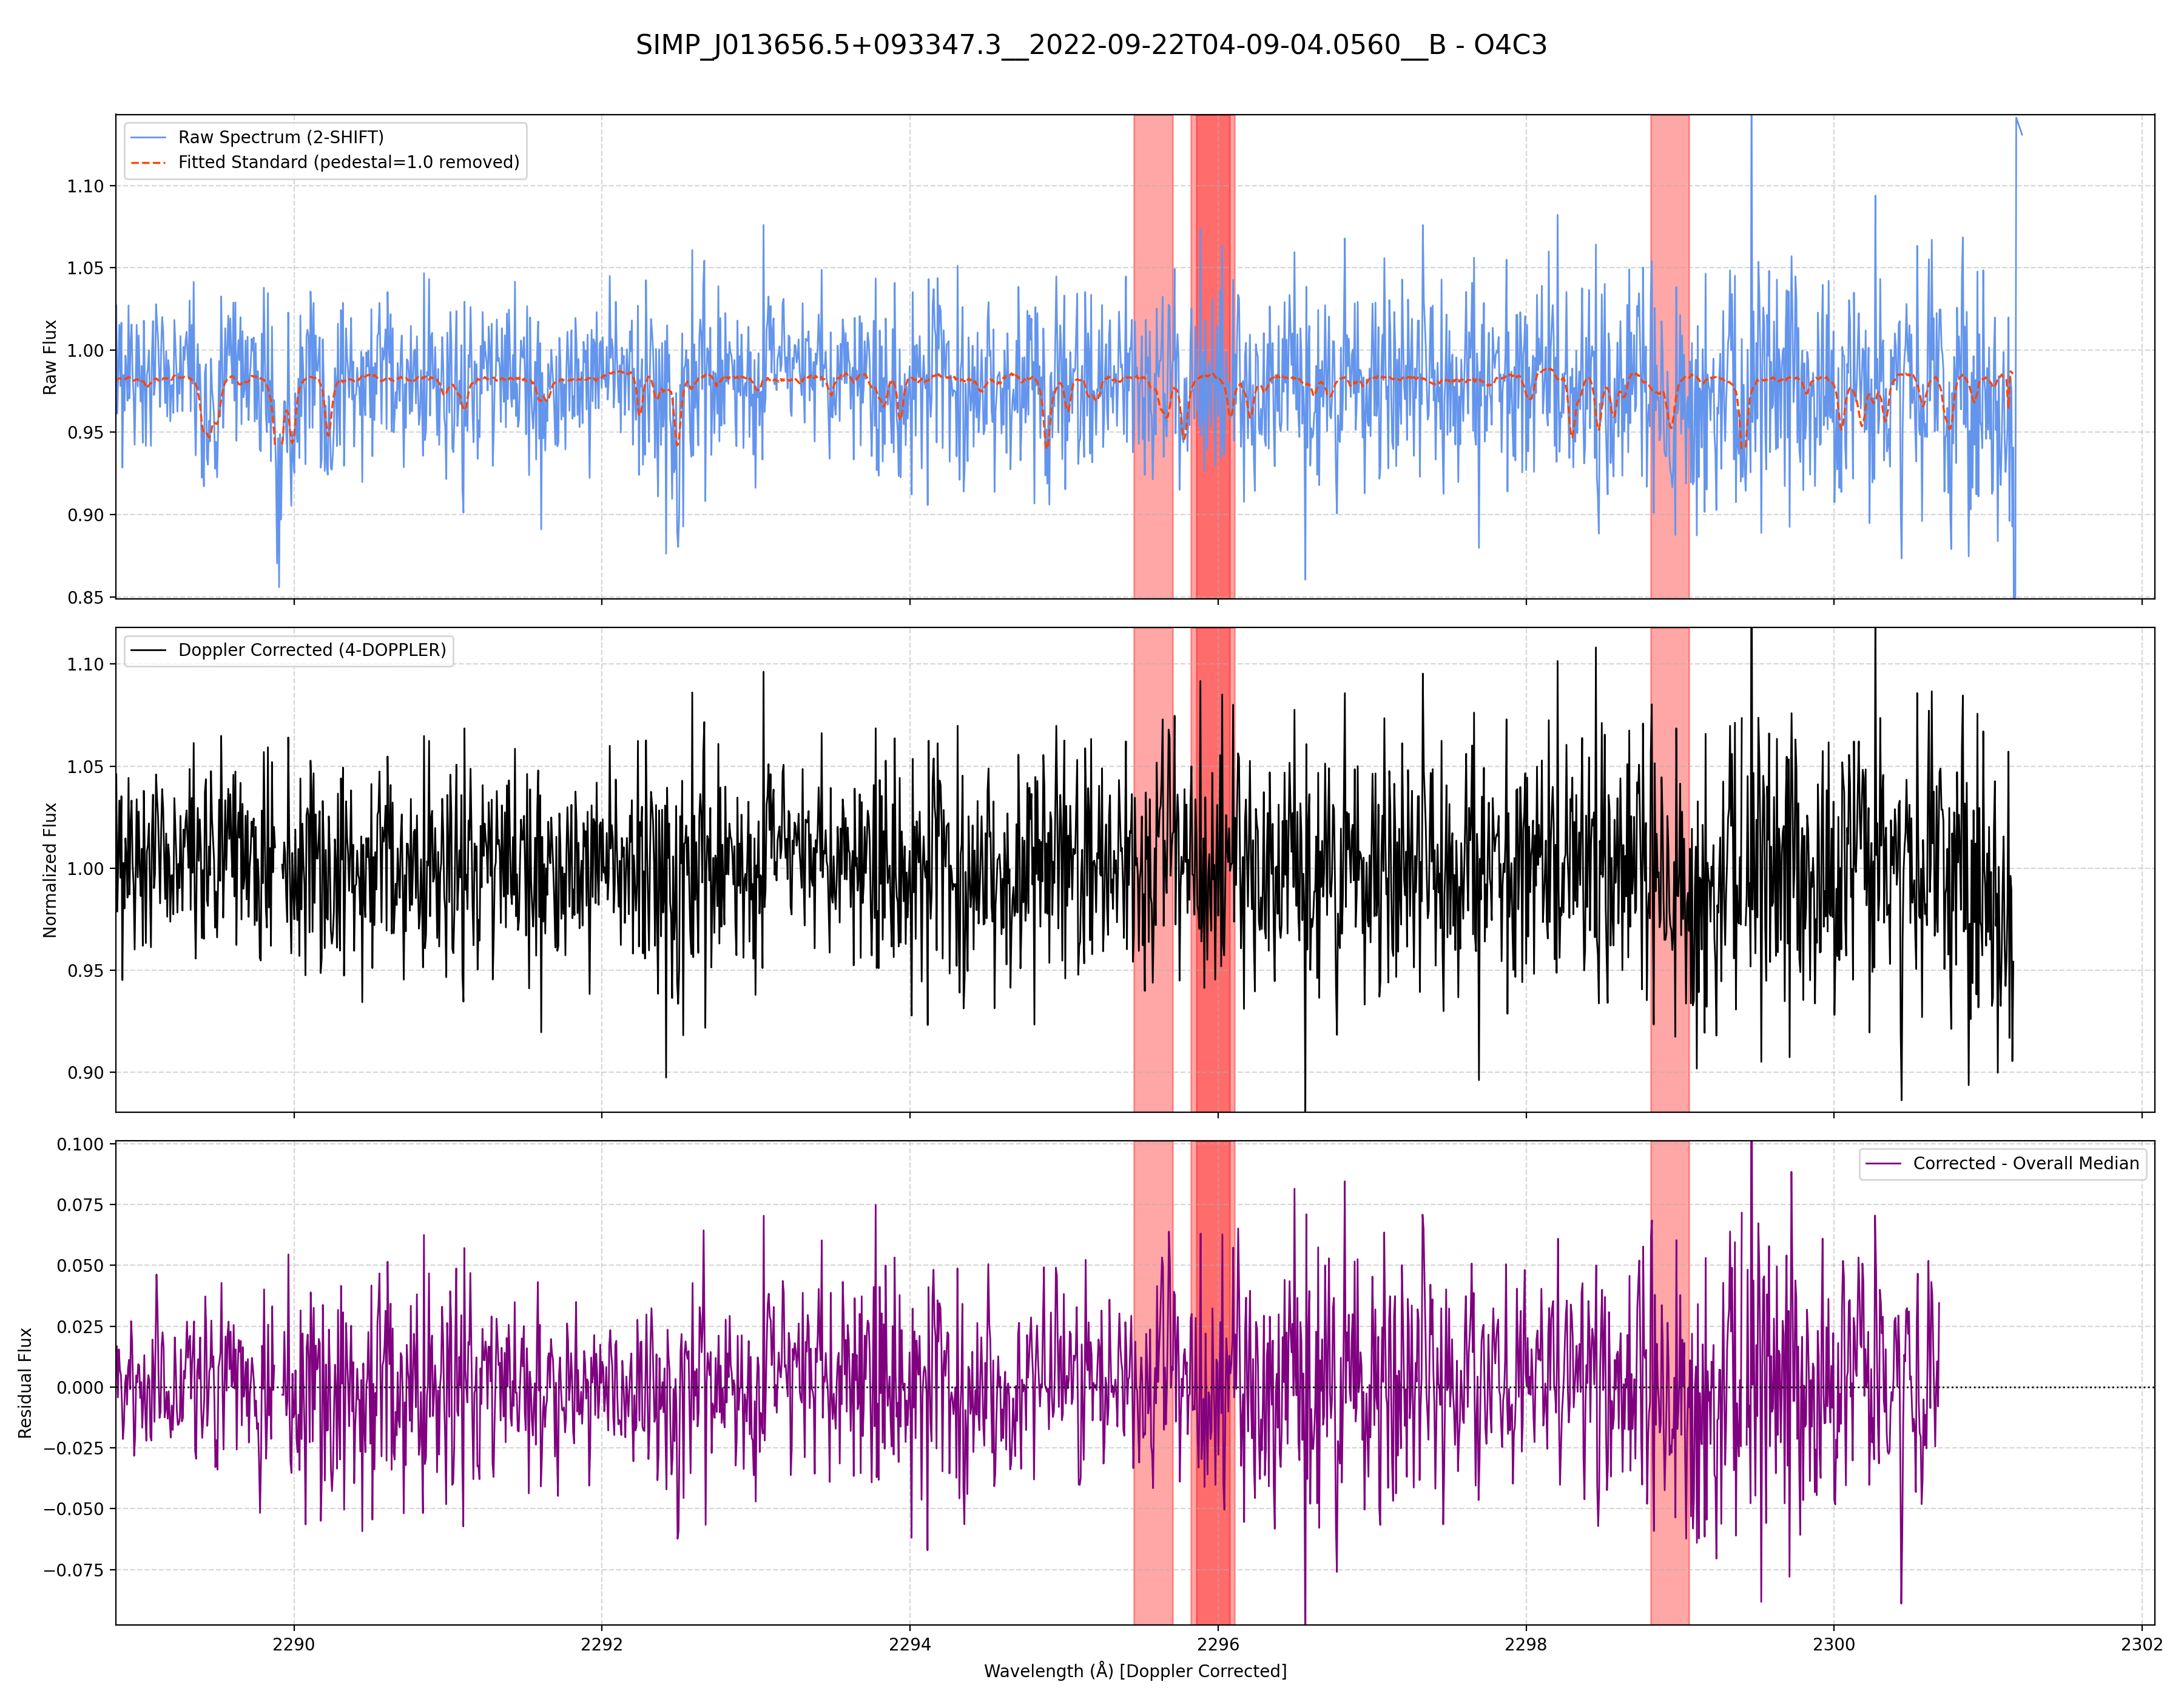 SIMP_J013656.5+093347.3__2022-09-22T04-09-04.0560__B - O4C3
Raw Spectrum (2-SHIFT)
Fitted Standard (pedestal=1.0 removed)
Raw Flux
1.10
1.05
1.00
0.95
0.90
0.85
Doppler Corrected (4-DOPPLER)
Normalized Flux
1.10
1.05
1.00
0.95
0.90
Corrected - Overall Median
Residual Flux
0.100
0.075
0.050
0.025
0.000
−0.025
−0.050
−0.075
2290 2292 2294 2296 2298 2300 2302
Wavelength (Å) [Doppler Corrected]